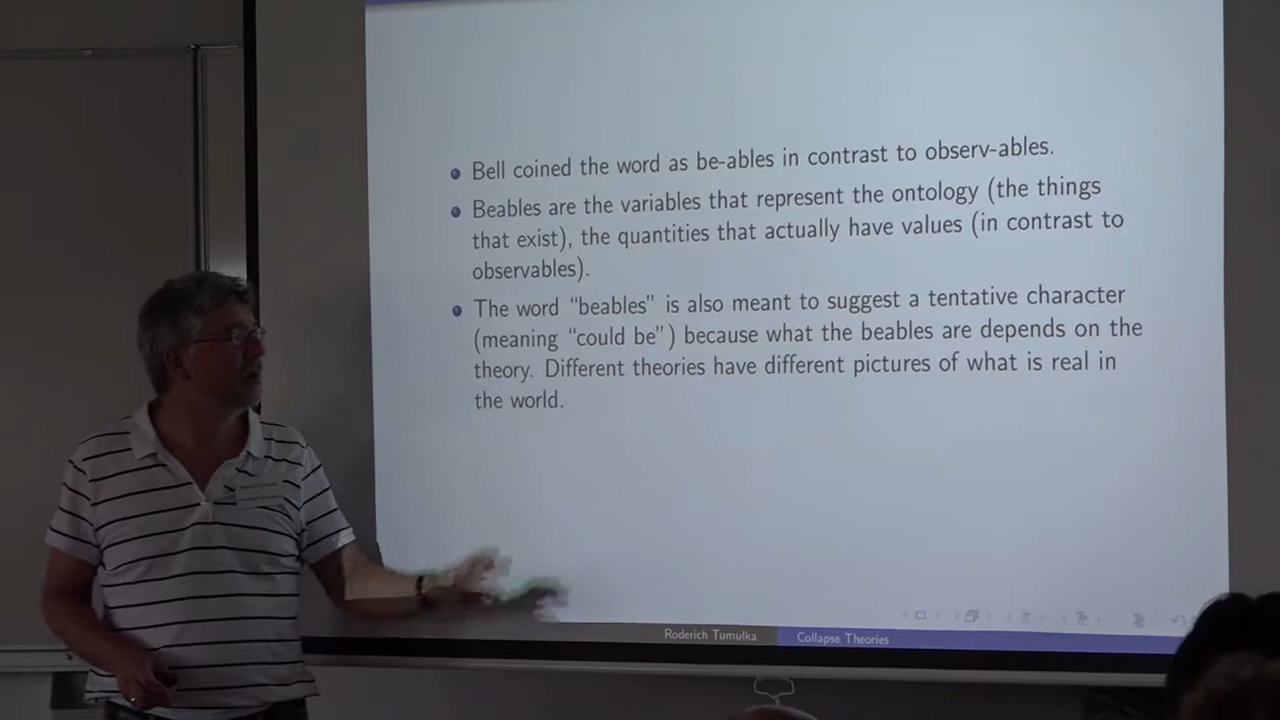 Bell coined the word as be-ables in contrast to observ-ables.
Beables are the variables that represent the ontology (the things
that exist), the quantities that actually have values (in contrast to
observables).
The word “beables” is also meant to suggest a tentative character
(meaning “could be”) because what the beables are depends on the
theory. Different theories have different pictures of what is real in
the world.
Roderich Tumulka Collapse Theories